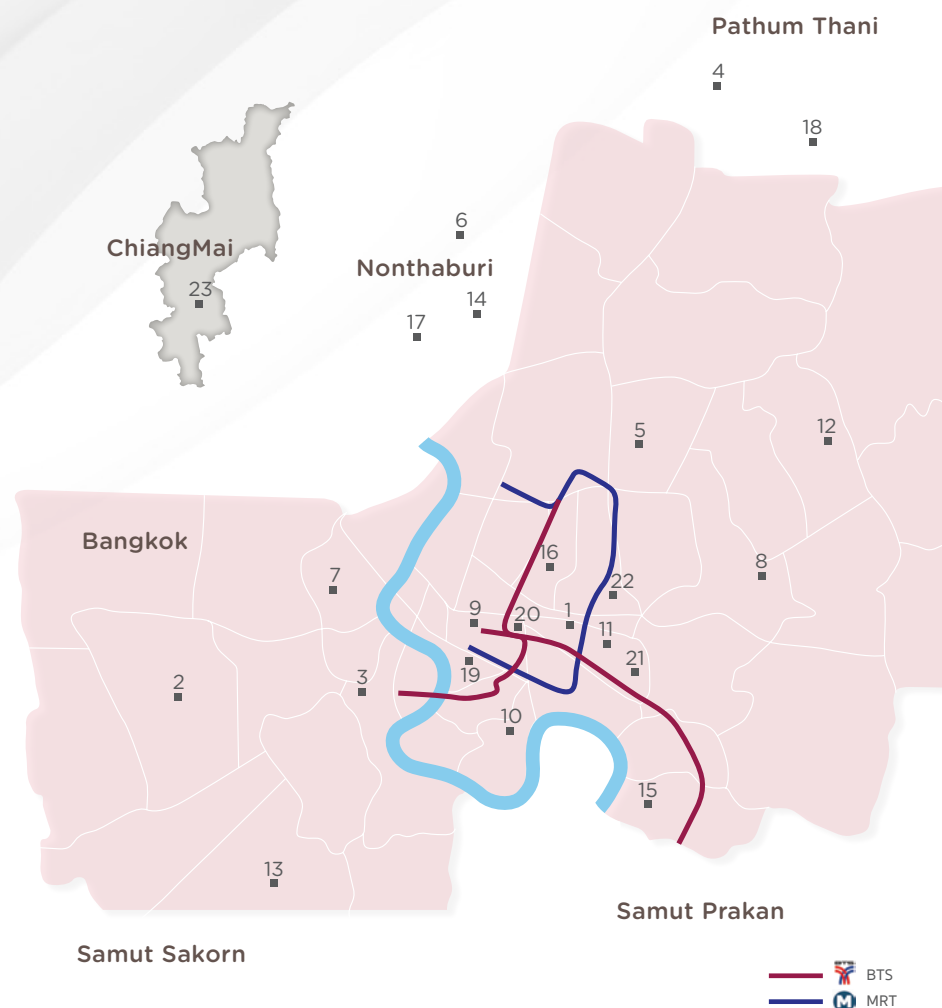 Pathum Thani
4
18
6
ChiangMai
Nonthaburi
23
14
17
5
12
Bangkok
16
7
8
22
9
20
1
11
21
19
3
2
10
15
13
Samut Prakan
Samut Sakorn
BTS
BTS
M
MRT